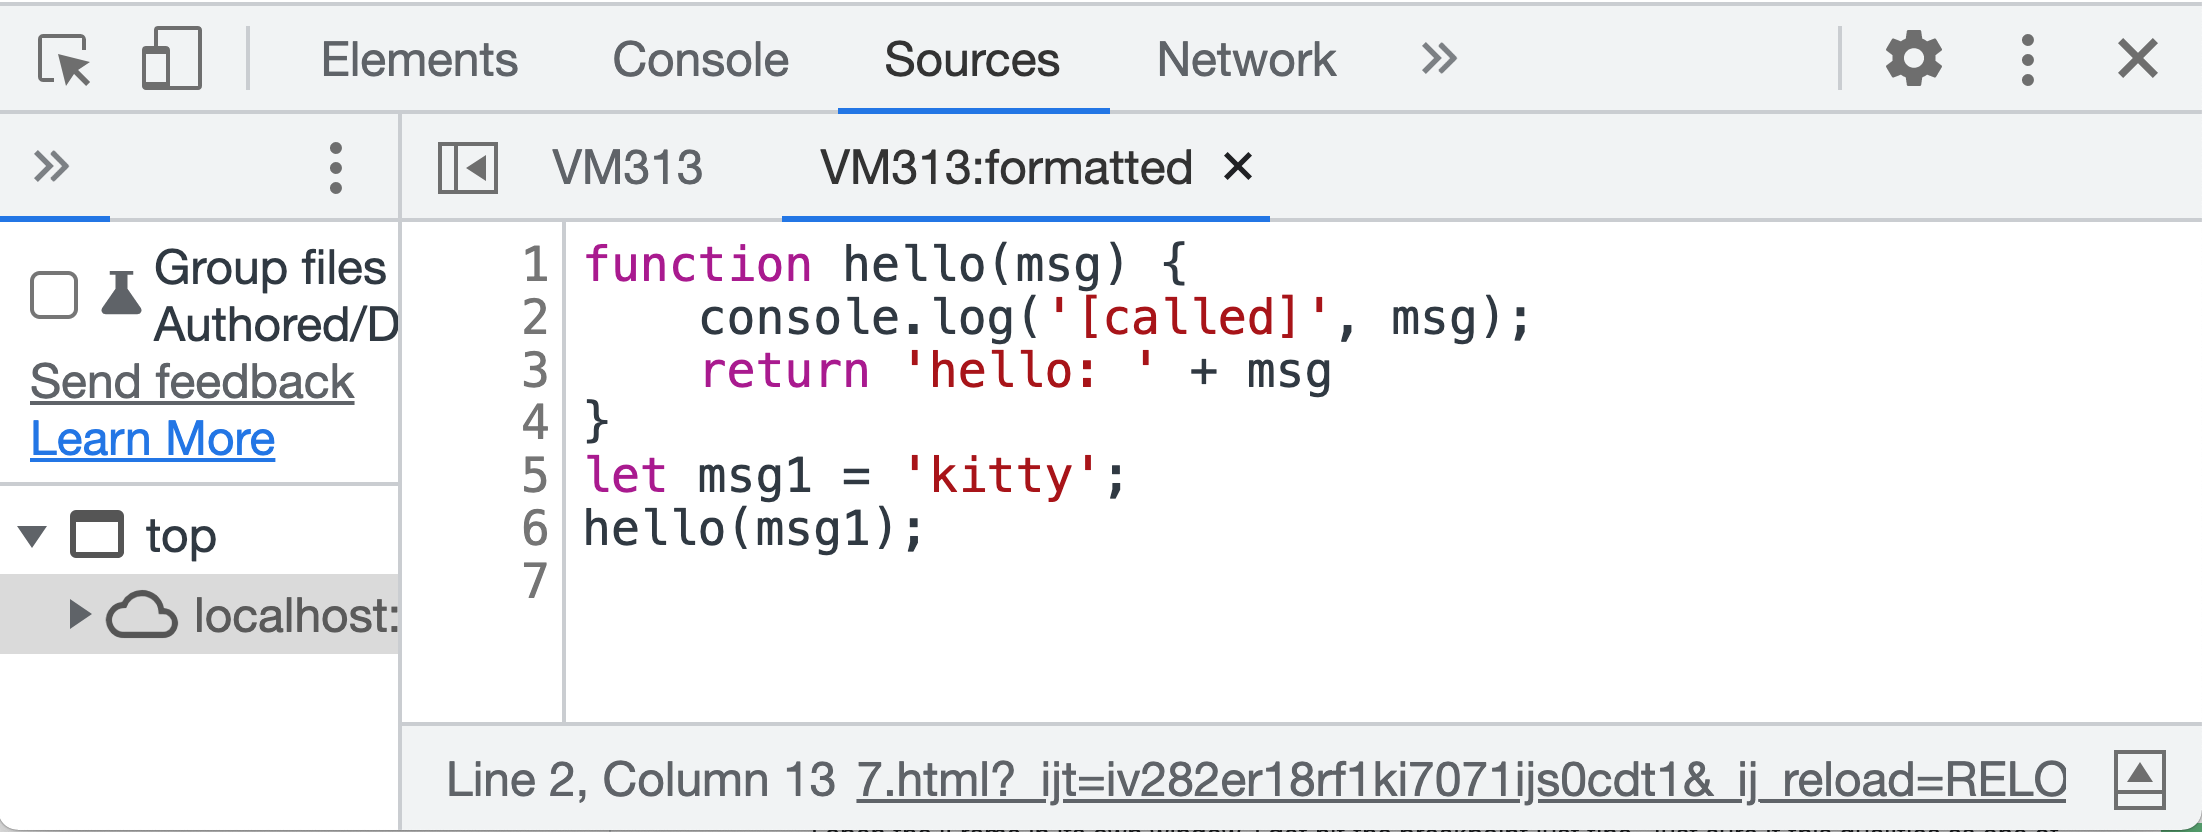 Elements Console Sources Network
VM313 VM313:formatted
Group files
Authored/D
Send feedback
Learn More
top
localhost:
1 function hello(msg) {
2     console.log('[called]', msg);
3     return 'hello: ' + msg
4 }
5 let msg1 = 'kitty';
6 hello(msg1);
7
Line 2, Column 13 7.html?_ijt=iv282er18rf1ki7071ijs0cdt1&_ij_reload=RELO